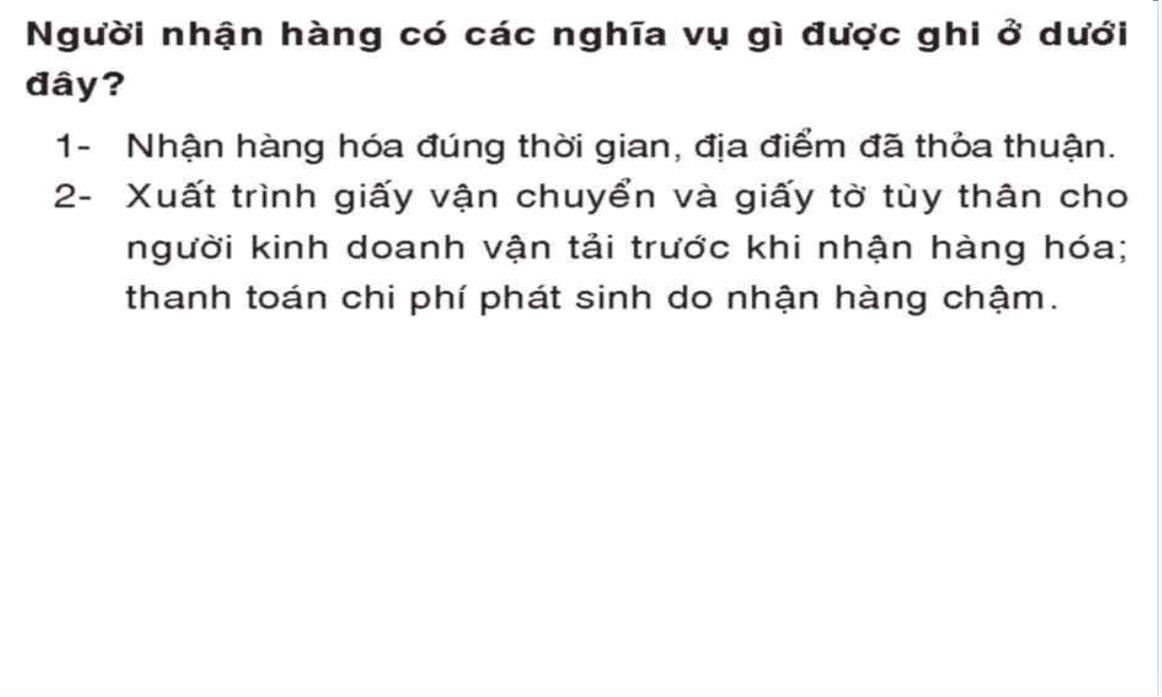 Người nhận hàng có các nghĩa vụ gì được ghi ở dưới
đây?
1- Nhận hàng hóa đúng thời gian, địa điểm đã thỏa thuận.
2- Xuất trình giấy vận chuyển và giấy tờ tùy thân cho
người kinh doanh vận tải trước khi nhận hàng hóa;
thanh toán chi phí phát sinh do nhận hàng chậm.